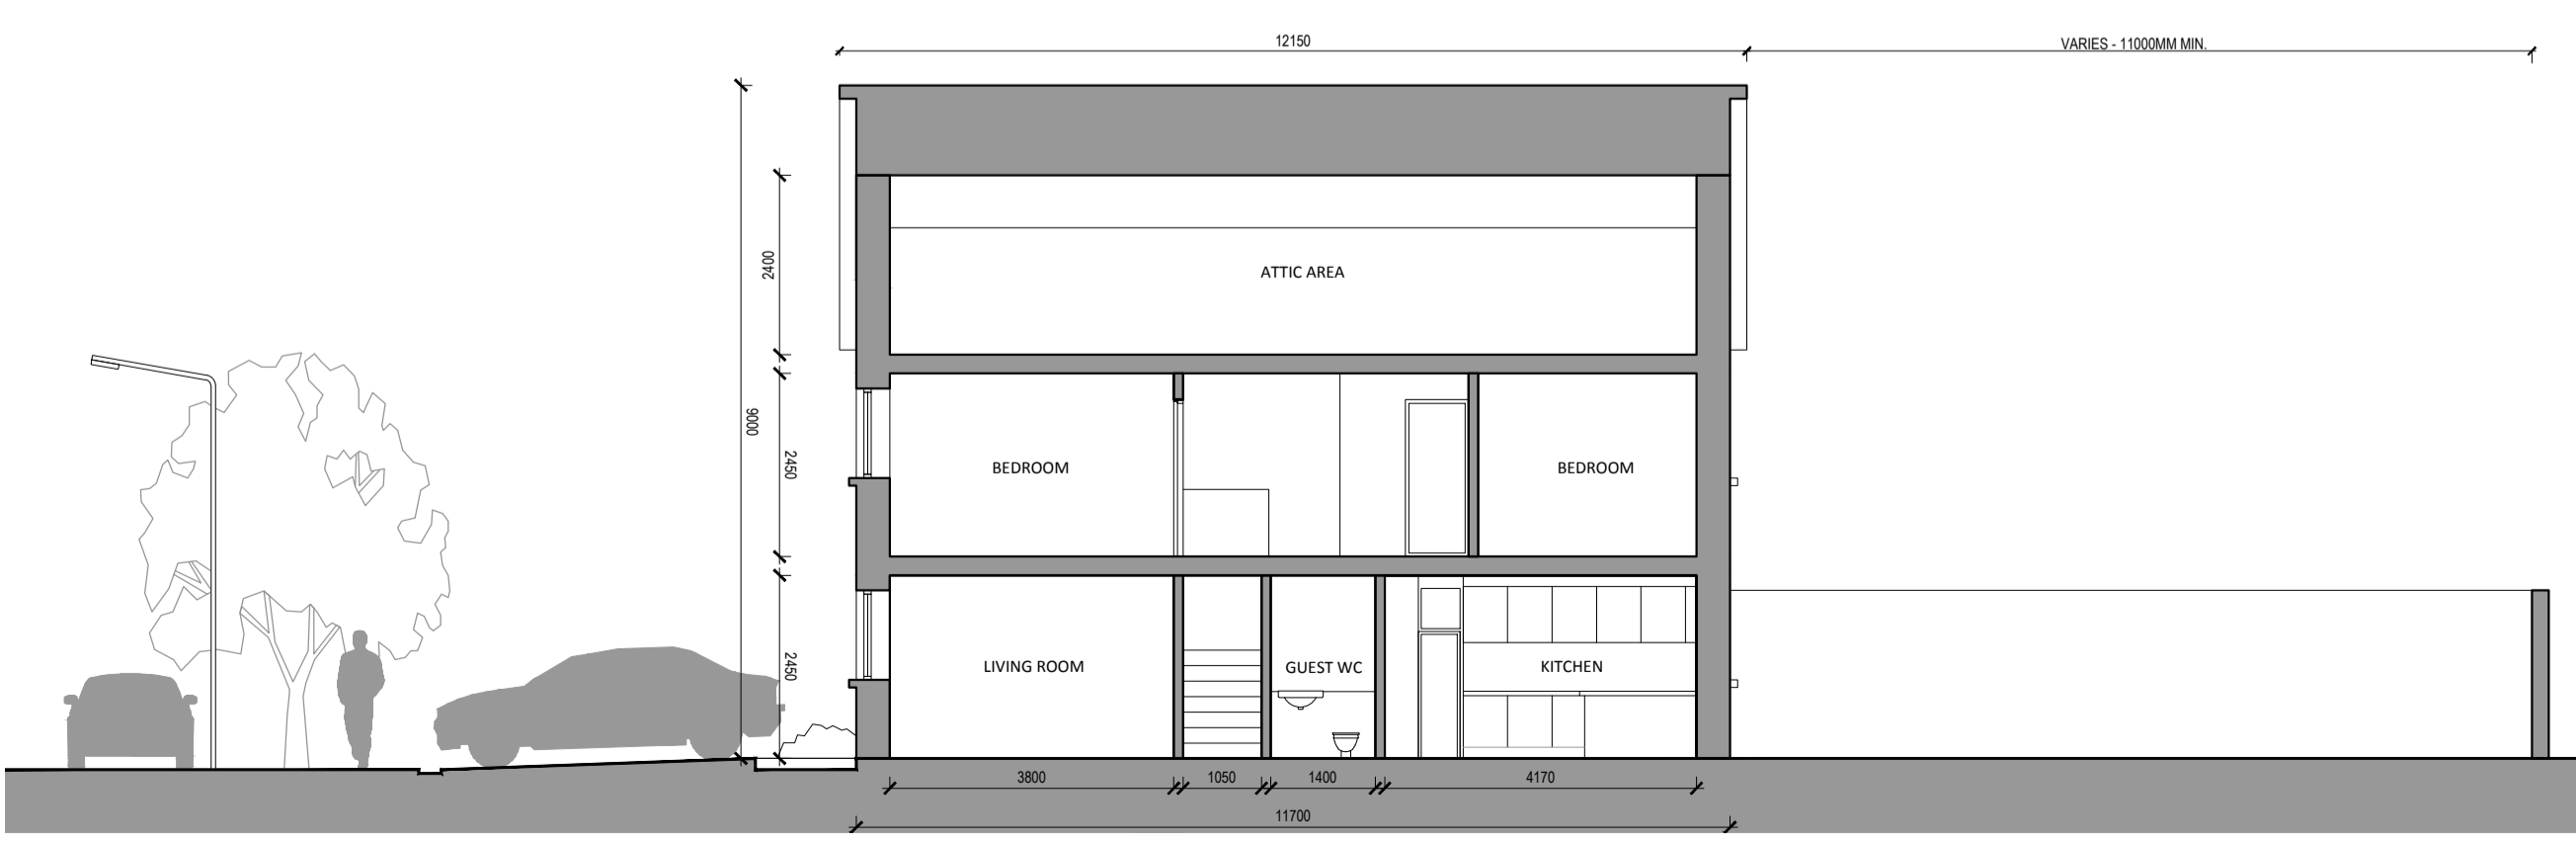 12150
VARIES - 11000MM MIN.
2400
ATTIC AREA
9000
2450
BEDROOM
BEDROOM
2450
LIVING ROOM
GUEST WC
KITCHEN
3800
1050
1400
4170
11700